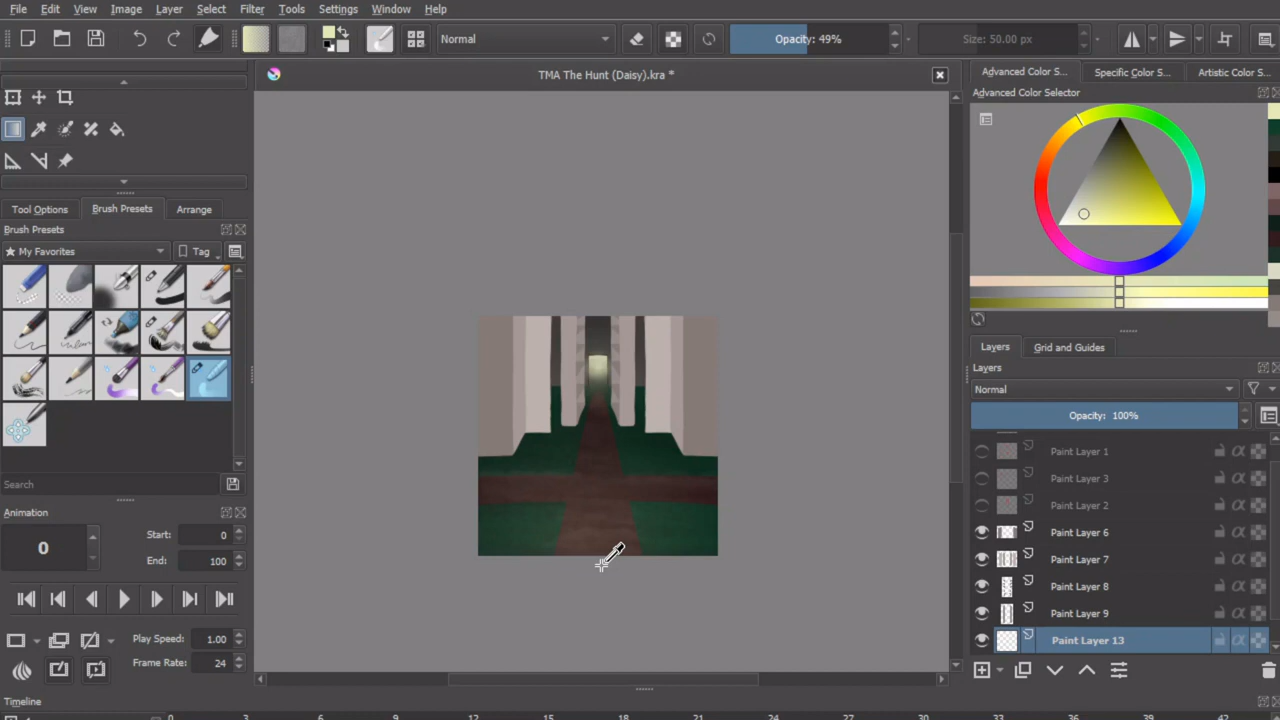 File Edit View Image Layer Select Filter Tools Settings Window Help
Normal Opacity: 49% Size: 50.00 px
TMA The Hunt (Daisy).kra *
Advanced Color S... Specific Color S... Artistic Color S...
Advanced Color Selector
Tool Options Brush Presets Arrange
Brush Presets
My Favorites Tag
Search
Animation
0
Start: 0
End: 100
Play Speed: 1.00
Frame Rate: 24
Timeline
0 3 6 9 12 15 18 21 24 27 30 33 36 39
Layers Grid and Guides
Layers
Normal
Opacity: 100%
Paint Layer 1
Paint Layer 3
Paint Layer 2
Paint Layer 6
Paint Layer 7
Paint Layer 8
Paint Layer 9
Paint Layer 13